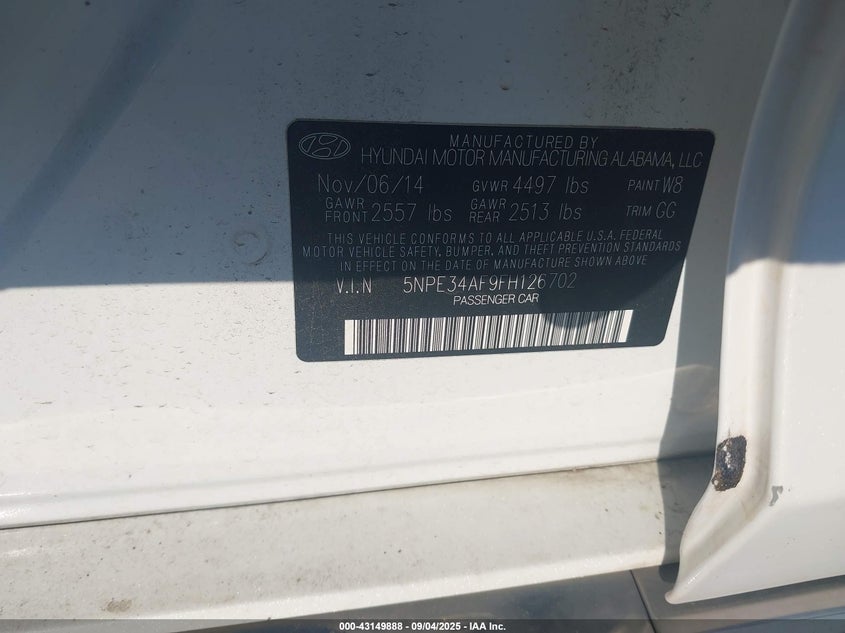 MANUFACTURED BY
HYUNDAI MOTOR MANUFACTURING ALABAMA, LLC
Nov/06/14 GVWR 4497 lbs PAINT W8
GAWR FRONT 2557 lbs GAWR REAR 2513 lbs TRIM GG
THIS VEHICLE CONFORMS TO ALL APPLICABLE U.S.A. FEDERAL
MOTOR VEHICLE SAFETY, BUMPER, AND THEFT PREVENTION STANDARDS
IN EFFECT ON THE DATE OF MANUFACTURE SHOWN ABOVE
V.I.N 5NPE34AF9FH126702
PASSENGER CAR
000-43149888 - 09/04/2025 - IAA Inc.